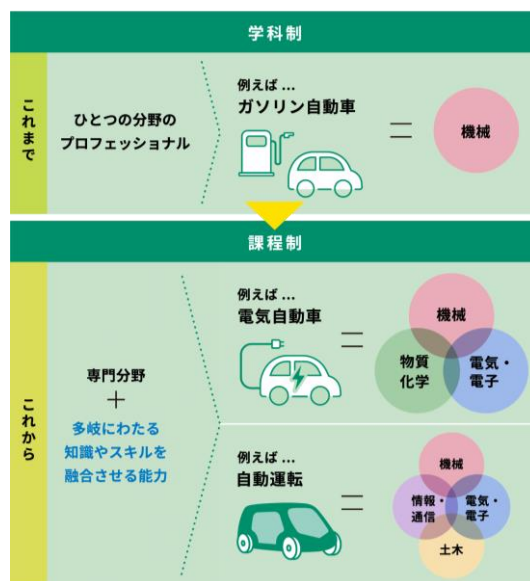 学科制
これまで
ひとつの分野の
プロフェッショナル
例えば ...
ガソリン自動車
=
機械
課程制
これから
専門分野
+
多岐にわたる
知識やスキルを
融合させる能力
例えば ...
電気自動車
=
機械
物質
化学
電気・
電子
例えば ...
自動運転
=
機械
情報・
通信
電気・
電子
土木